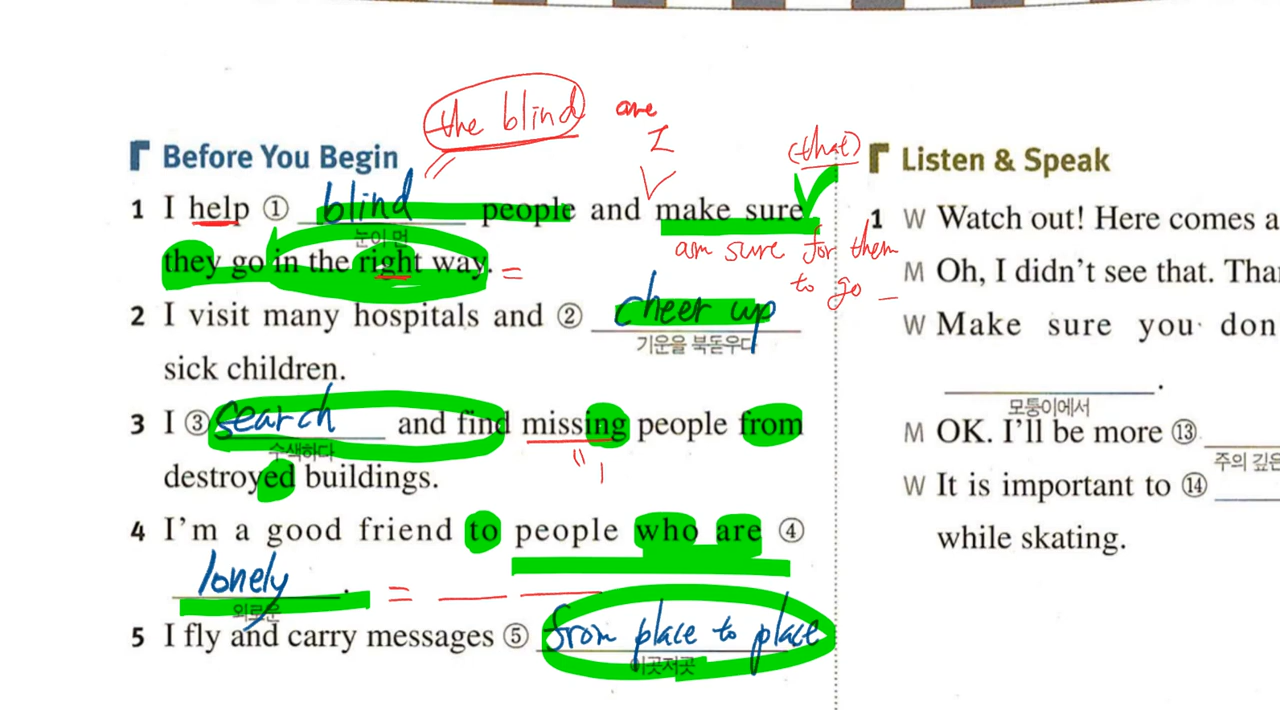 the blind are
I
(that)
Before You Begin
1 I help ① blind people and make sure
눈이 먼
they go in the right way. =
am sure for them
to go –
2 I visit many hospitals and ② cheer up
기운을 북돋우다
sick children.
3 I ③ search and find missing people from
수색하다
destroyed buildings.
4 I'm a good friend to people who are ④
lonely. =
외로운
5 I fly and carry messages ⑤ from place to place
이곳저곳
Listen & Speak
1 W Watch out! Here comes a
M Oh, I didn't see that. Tha
W Make sure you don
.
모퉁이에서
M OK. I'll be more ⑬
주의 깊은
W It is important to ⑭
while skating.